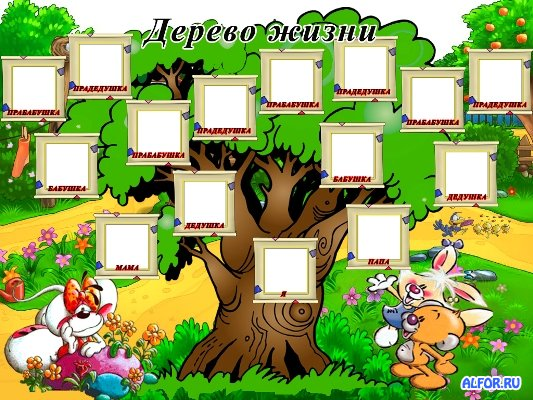 Дерево жизни
ПРАБАБУШКА
ПРАДЕДУШКА
ПРАБАБУШКА
ПРАДЕДУШКА
ПРАБАБУШКА
ПРАДЕДУШКА
ПРАБАБУШКА
ПРАДЕДУШКА
БАБУШКА
ДЕДУШКА
БАБУШКА
ДЕДУШКА
МАМА
ПАПА
Я
ALFOR.RU